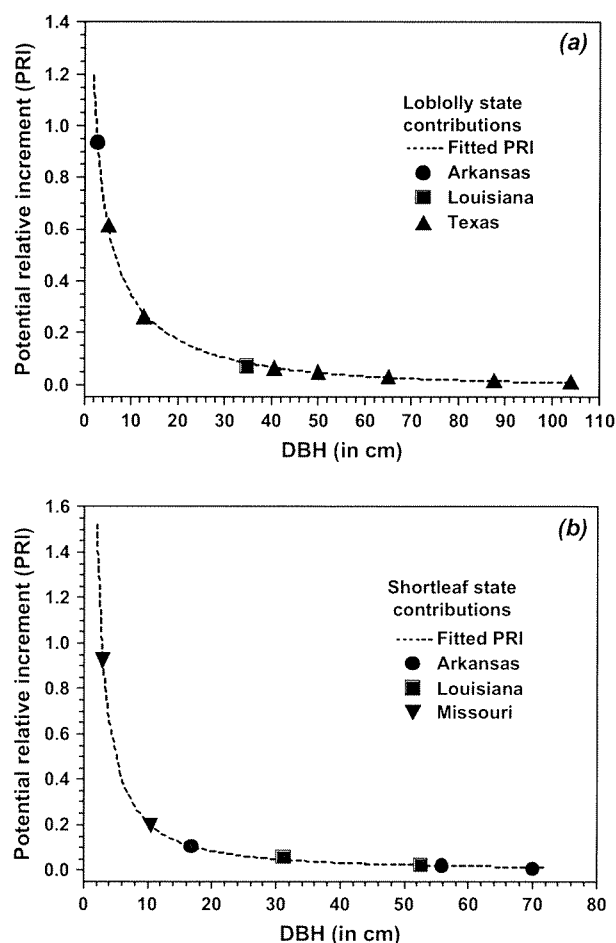 (a)
Potential relative increment (PRI)
1.4
1.2
1.0
0.8
0.6
0.4
0.2
0.0
Loblolly state
contributions
Fitted PRI
Arkansas
Louisiana
Texas
0 10 20 30 40 50 60 70 80 90 100 110
DBH (in cm)
(b)
Potential relative increment (PRI)
1.6
1.4
1.2
1.0
0.8
0.6
0.4
0.2
0.0
Shortleaf state
contributions
Fitted PRI
Arkansas
Louisiana
Missouri
0 10 20 30 40 50 60 70 80
DBH (in cm)